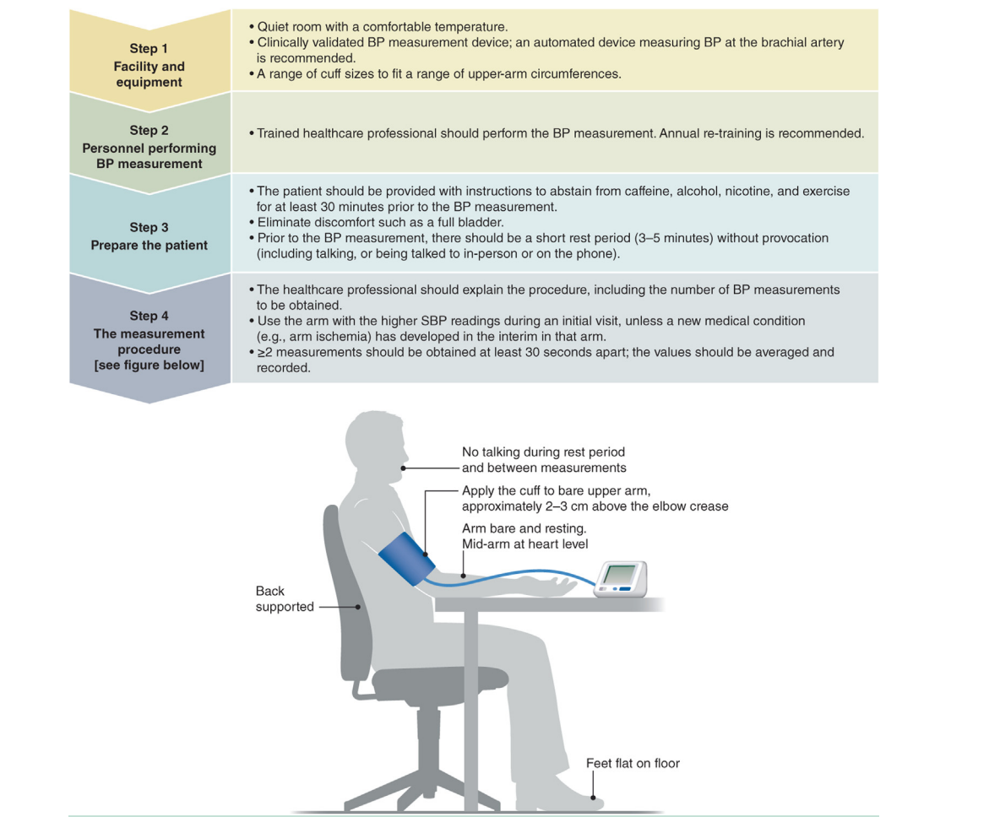 Step 1
Facility and
equipment
• Quiet room with a comfortable temperature.
• Clinically validated BP measurement device; an automated device measuring BP at the brachial artery
is recommended.
• A range of cuff sizes to fit a range of upper-arm circumferences.
Step 2
Personnel performing
BP measurement
• Trained healthcare professional should perform the BP measurement. Annual re-training is recommended.
Step 3
Prepare the patient
• The patient should be provided with instructions to abstain from caffeine, alcohol, nicotine, and exercise
for at least 30 minutes prior to the BP measurement.
• Eliminate discomfort such as a full bladder.
• Prior to the BP measurement, there should be a short rest period (3–5 minutes) without provocation
(including talking, or being talked to in-person or on the phone).
Step 4
The measurement
procedure
[see figure below]
• The healthcare professional should explain the procedure, including the number of BP measurements
to be obtained.
• Use the arm with the higher SBP readings during an initial visit, unless a new medical condition
(e.g., arm ischemia) has developed in the interim in that arm.
• ≥2 measurements should be obtained at least 30 seconds apart; the values should be averaged and
recorded.
No talking during rest period
and between measurements
Apply the cuff to bare upper arm,
approximately 2–3 cm above the elbow crease
Arm bare and resting.
Mid-arm at heart level
Back
supported
Feet flat on floor